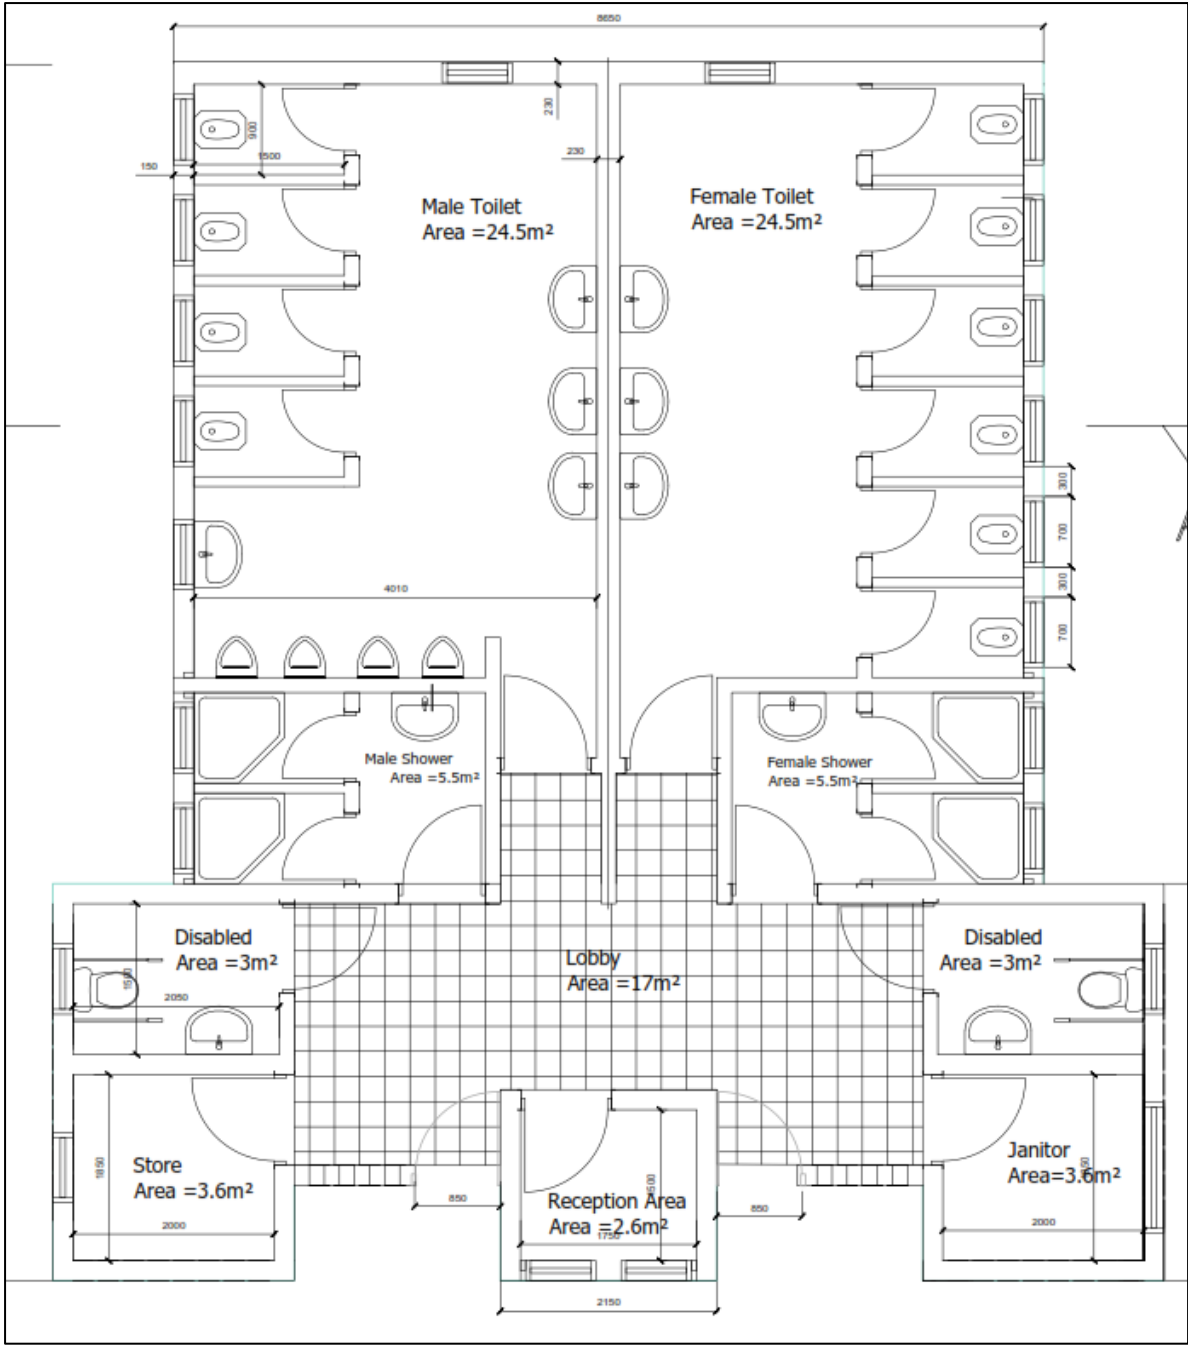 8650
230
900
1500
150
230
Male Toilet
Area =24.5m²
Female Toilet
Area =24.5m²
300
700
300
700
4010
Male Shower
Area =5.5m²
Female Shower
Area =5.5m²
Disabled
Area =3m²
2050
Lobby
Area =17m²
Disabled
Area =3m²
Store
Area =3.6m²
1850
2000
850
Reception Area
Area =2.6m²
1750
850
Janitor
Area=3.6m²
2000
2150